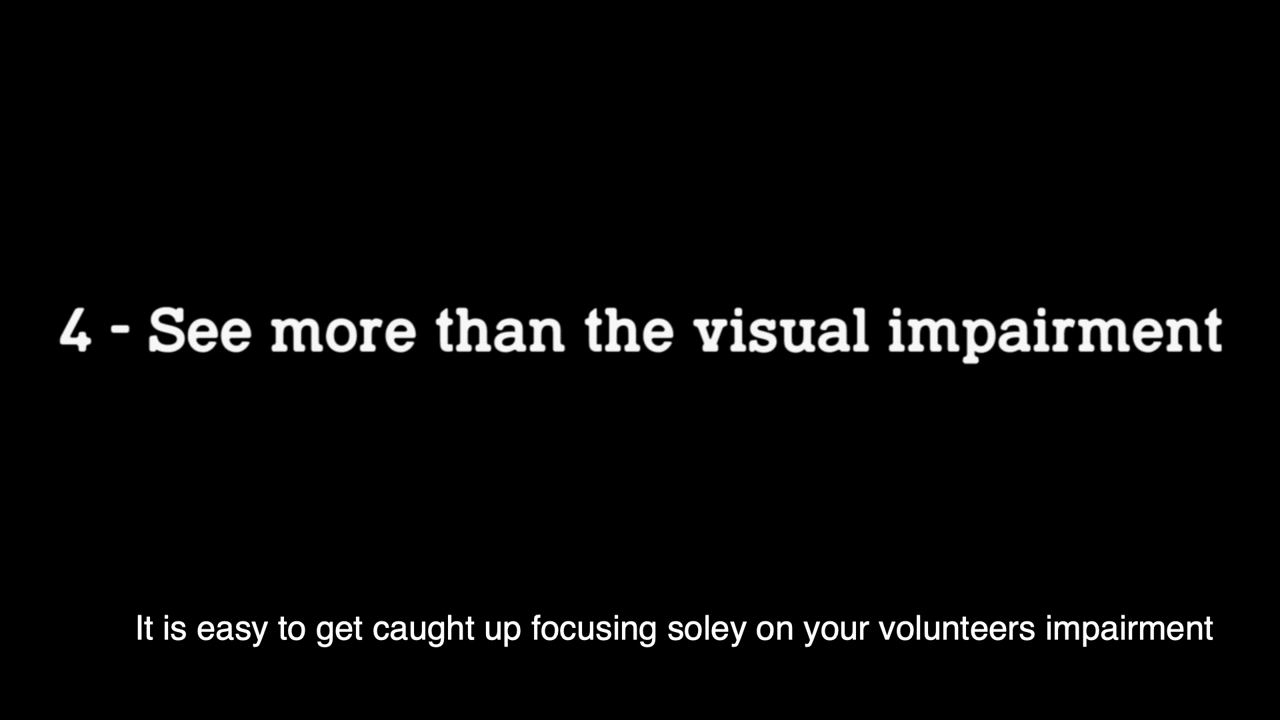 4 - See more than the visual impairment
It is easy to get caught up focusing soley on your volunteers impairment